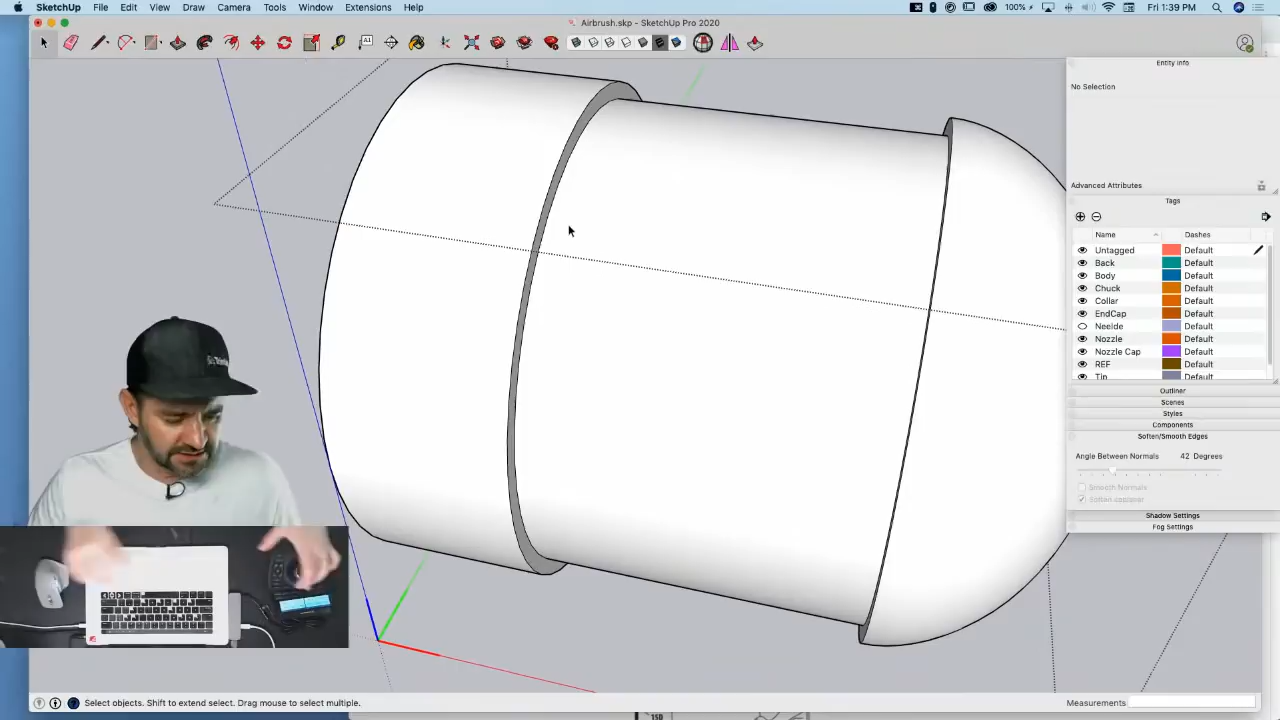 SketchUp File Edit View Draw Camera Tools Window Extensions Help 100% Fri 1:39 PM
Airbrush.skp - SketchUp Pro 2020
Entity Info
No Selection
Advanced Attributes
Tags
Name Dashes
Untagged Default
Back Default
Body Default
Chuck Default
Collar Default
EndCap Default
Neelde Default
Nozzle Default
Nozzle Cap Default
REF Default
Tip
Outliner
Scenes
Styles
Components
Soften/Smooth Edges
Angle Between Normals 42 Degrees
Smooth Normals
Soften coplanar
Shadow Settings
Fog Settings
Select objects. Shift to extend select. Drag mouse to select multiple.
Measurements